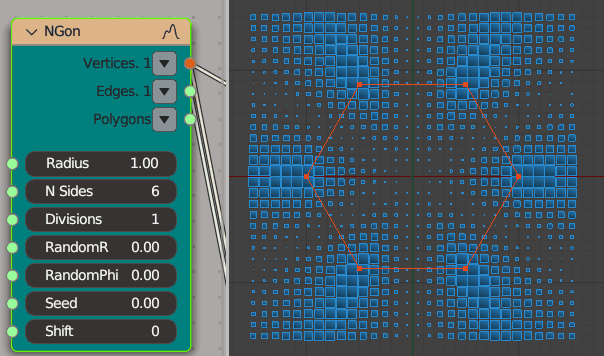 NGon
Vertices. 1
Edges. 1
Polygons
Radius 1.00
N Sides 6
Divisions 1
RandomR 0.00
RandomPhi 0.00
Seed 0.00
Shift 0